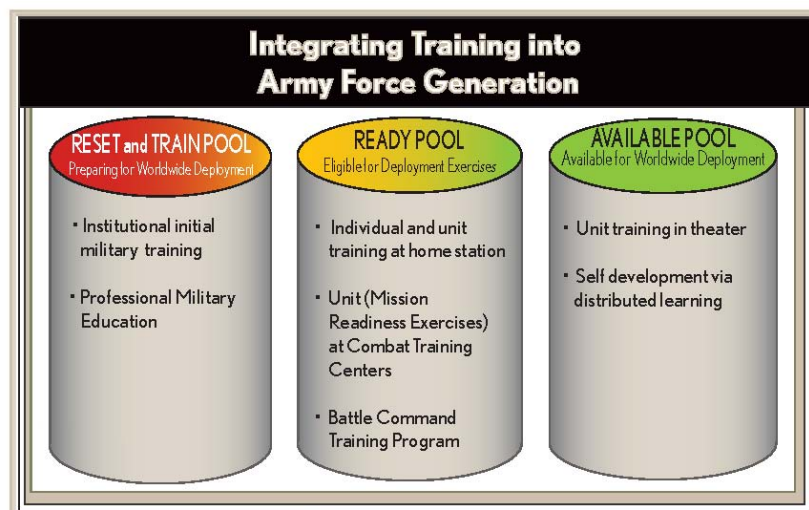 Integrating Training into
Army Force Generation
RESET and TRAIN POOL
Preparing for Worldwide Deployment
• Institutional initial
military training
• Professional Military
Education
READY POOL
Eligible for Deployment Exercises
• Individual and unit
training at home station
• Unit (Mission
Readiness Exercises)
at Combat Training
Centers
• Battle Command
Training Program
AVAILABLE POOL
Available for Worldwide Deployment
• Unit training in theater
• Self development via
distributed learning